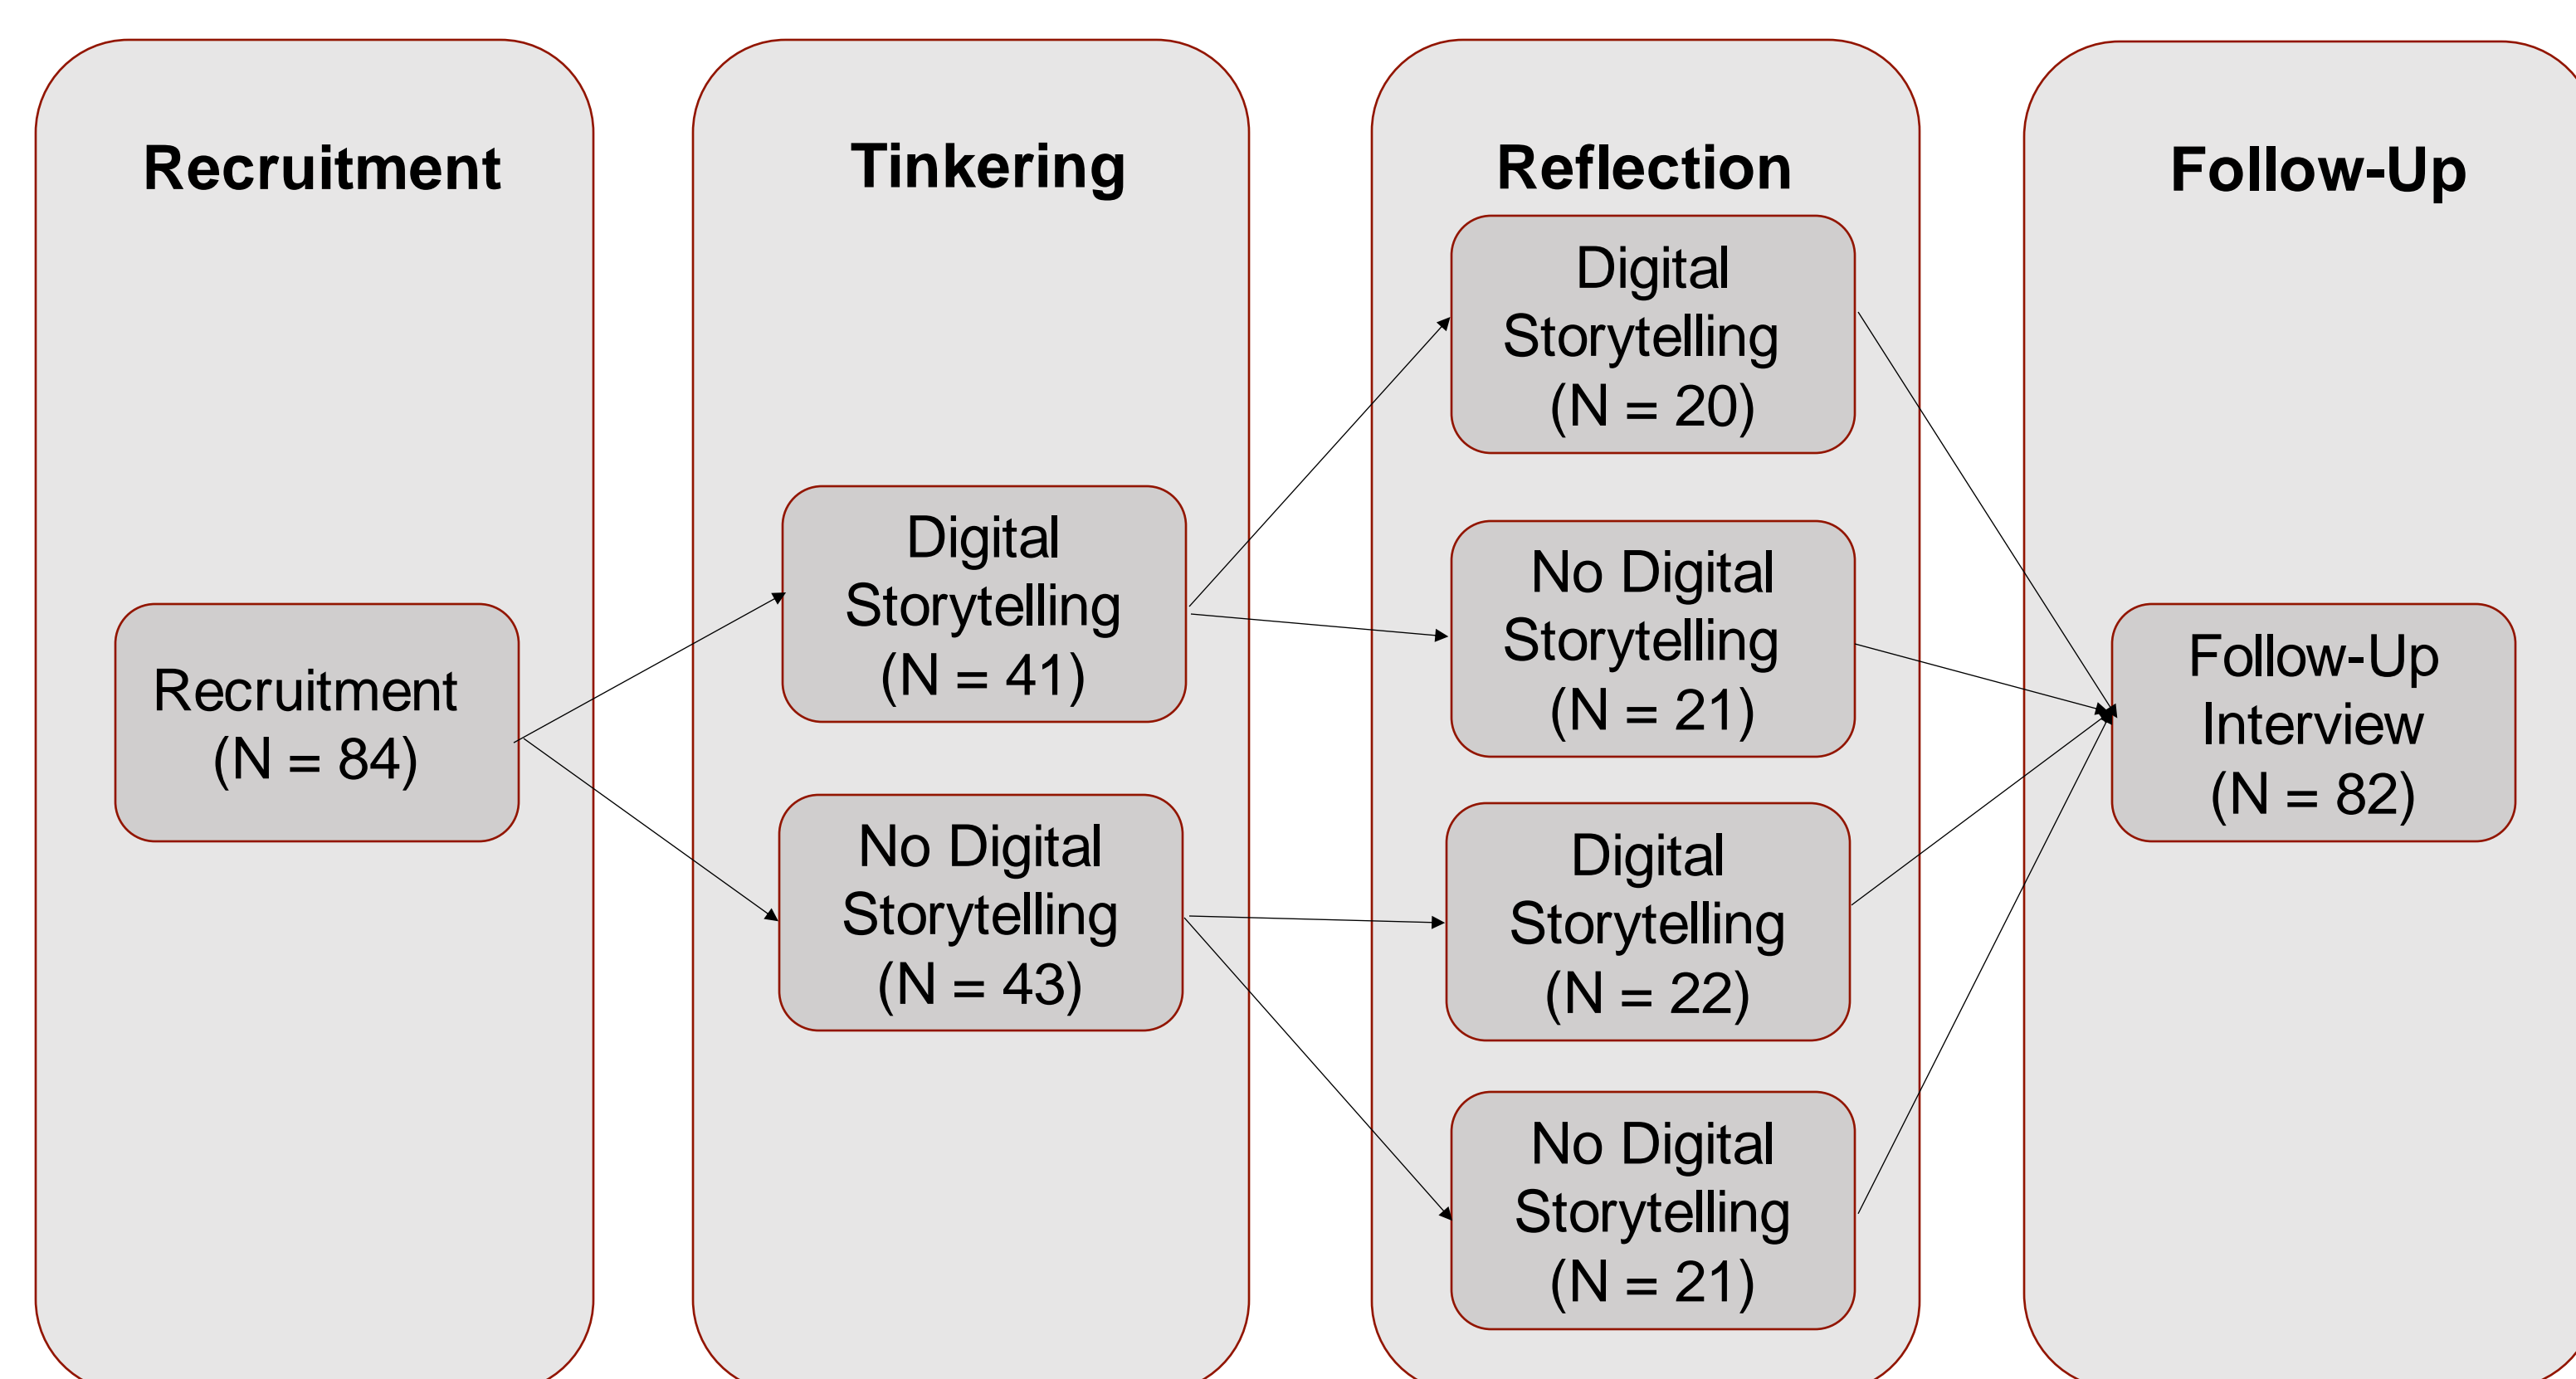 Recruitment
Recruitment
(N = 84)
Tinkering
Digital
Storytelling
(N = 41)
No Digital
Storytelling
(N = 43)
Reflection
Digital
Storytelling
(N = 20)
No Digital
Storytelling
(N = 21)
Digital
Storytelling
(N = 22)
No Digital
Storytelling
(N = 21)
Follow-Up
Follow-Up
Interview
(N = 82)